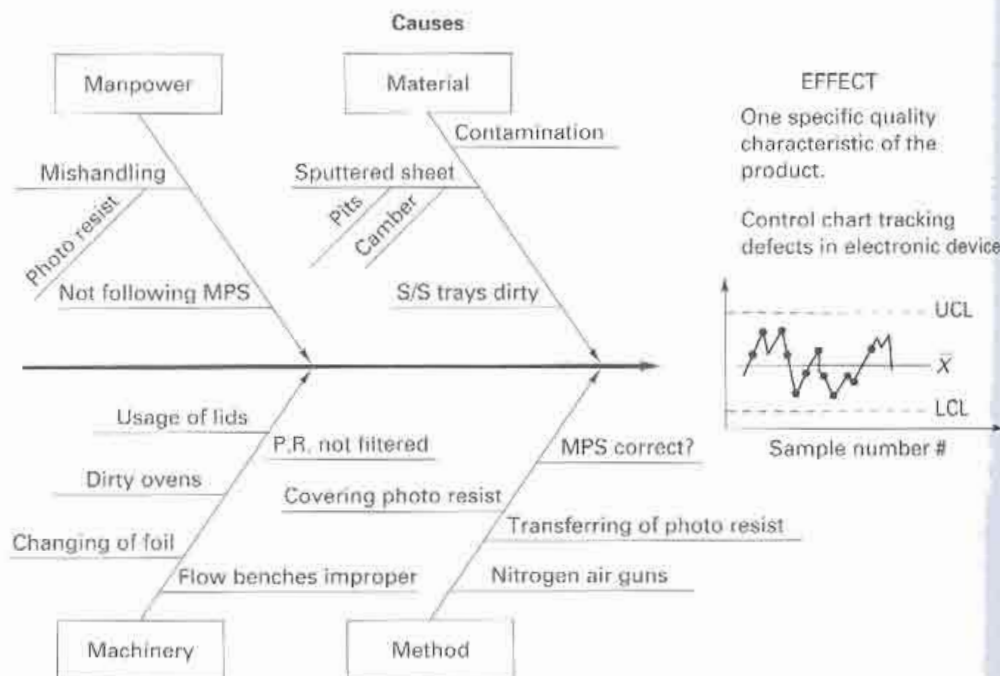 Causes
Manpower
Material
Contamination
Mishandling
Sputtered sheet
Photo resist
Pits
Camber
Not following MPS
S/S trays dirty
EFFECT
One specific quality
characteristic of the
product.
Control chart tracking
defects in electronic device
UCL
X̄
LCL
Sample number #
Usage of lids
P.R. not filtered
MPS correct?
Dirty ovens
Covering photo resist
Changing of foil
Transferring of photo resist
Flow benches improper
Nitrogen air guns
Machinery
Method